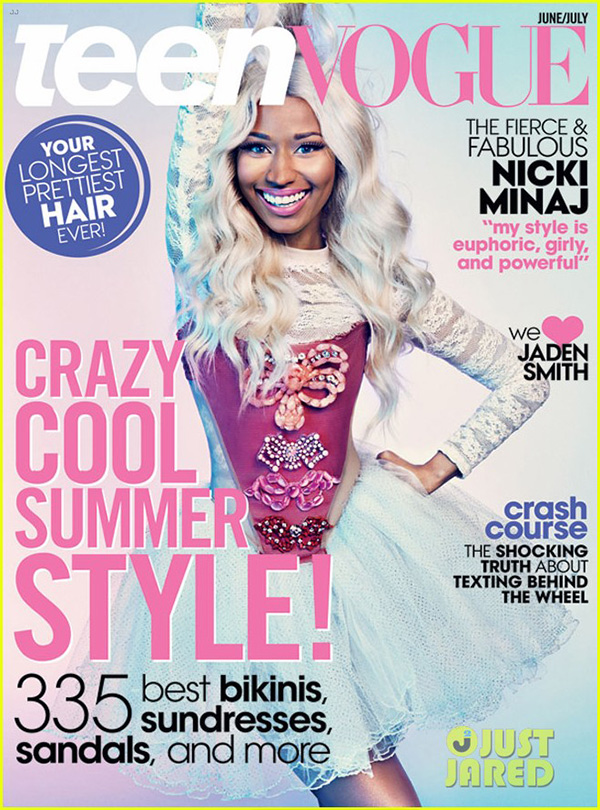 JUNE/JULY
teenVOGUE
YOUR
LONGEST
PRETTIEST
HAIR
EVER!
THE FIERCE &
FABULOUS
NICKI
MINAJ
"my style is
euphoric, girly,
and powerful"
we
JADEN
SMITH
CRAZY
COOL
SUMMER
STYLE!
crash
course
THE SHOCKING
TRUTH ABOUT
TEXTING BEHIND
THE WHEEL
335 best bikinis,
sundresses,
sandals, and more
JUST
JARED